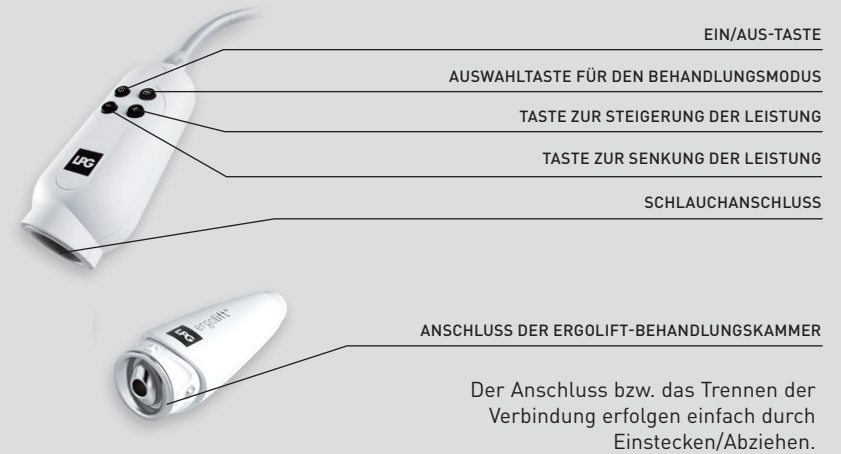 EIN/AUS-TASTE
AUSWAHLTASTE FÜR DEN BEHANDLUNGSMODUS
TASTE ZUR STEIGERUNG DER LEISTUNG
TASTE ZUR SENKUNG DER LEISTUNG
LPG
SCHLAUCHANSCHLUSS
LPG ergolift®
ANSCHLUSS DER ERGOLIFT-BEHANDLUNGSKAMMER
Der Anschluss bzw. das Trennen der
Verbindung erfolgen einfach durch
Einstecken/Abziehen.